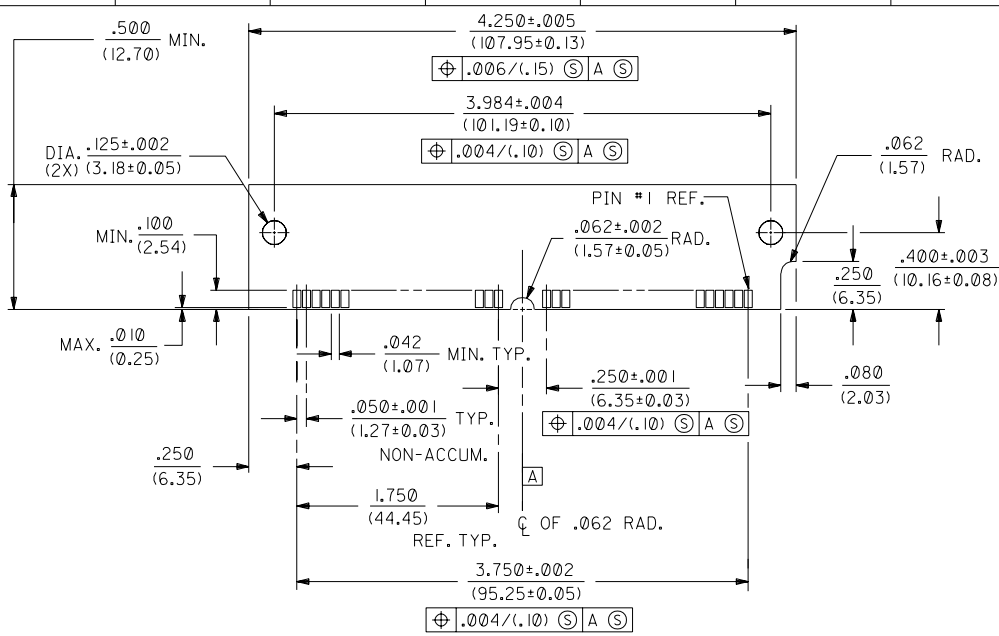 .500 MIN.
(12.70)
4.250±.005
(107.95±0.13)
⌖ .006/(.15) Ⓢ A Ⓢ
3.984±.004
(101.19±0.10)
⌖ .004/(.10) Ⓢ A Ⓢ
DIA. .125±.002
(2X) (3.18±0.05)
.062 RAD.
(1.57)
PIN #1 REF.
MIN. .100
(2.54)
.062±.002 RAD.
(1.57±0.05)
.250
(6.35)
.400±.003
(10.16±0.08)
MAX. .010
(0.25)
.042 MIN. TYP.
(1.07)
.250±.001
(6.35±0.03)
⌖ .004/(.10) Ⓢ A Ⓢ
.080
(2.03)
.050±.001 TYP.
(1.27±0.03)
NON-ACCUM.
.250
(6.35)
A
1.750
(44.45)
REF. TYP.
℄ OF .062 RAD.
3.750±.002
(95.25±0.05)
⌖ .004/(.10) Ⓢ A Ⓢ